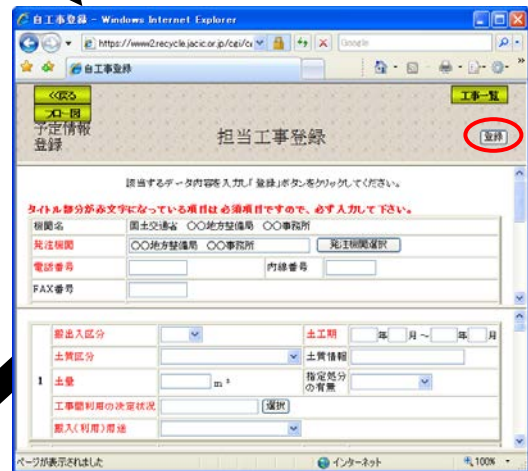 自工事登録 - Windows Internet Explorer
https://www2.recycle.jacic.or.jp/cgi/c
Google
自工事登録
<<戻る
フロー図
工事一覧
予定情報登録
担当工事登録
登録
該当するデータ内容を入力し「登録」ボタンをクリックしてください。
タイトル部分が赤文字になっている項目は必須項目ですので、必ず入力して下さい。
機関名 国土交通省 〇〇地方整備局 〇〇事務所
発注機関 〇〇地方整備局 〇〇事務所 発注機関選択
電話番号 内線番号
FAX番号
搬出入区分 土工期 年 月～ 年 月
土質区分 土質情報
1 土量 m³ 指定処分の有無
工事間利用の決定状況 選択
搬入(利用)用途
ページが表示されました インターネット 100%